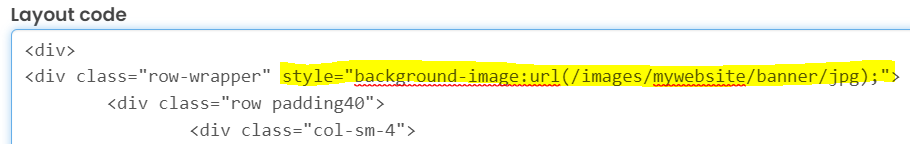 Layout code
<div>
<div class="row-wrapper" style="background-image:url(/images/mywebsite/banner/jpg);">
<div class="row padding40">
<div class="col-sm-4">